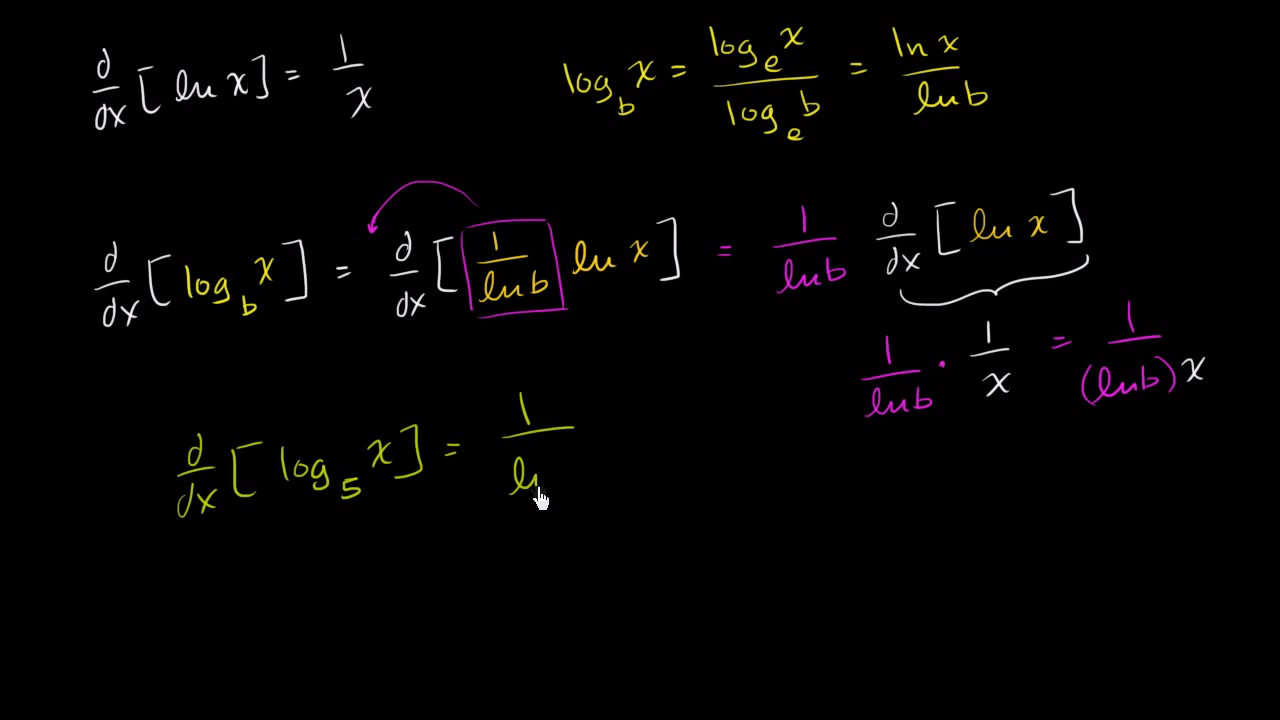 d/dx [ln x] = 1/x
log_b x = log_e x / log_e b = ln x / ln b
d/dx [log_b x] = d/dx [1/ln b ln x] = 1/ln b d/dx [ln x]
1/ln b · 1/x = 1/(ln b) x
d/dx [log_5 x] = 1/ln